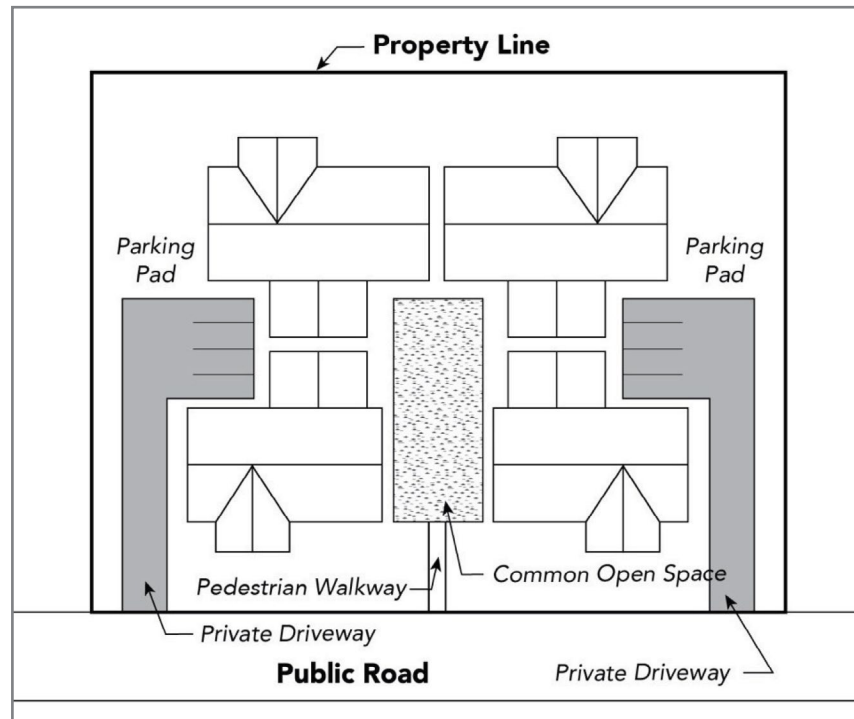 Property Line
Parking
Pad
Parking
Pad
Pedestrian Walkway
Common Open Space
Private Driveway
Public Road
Private Driveway